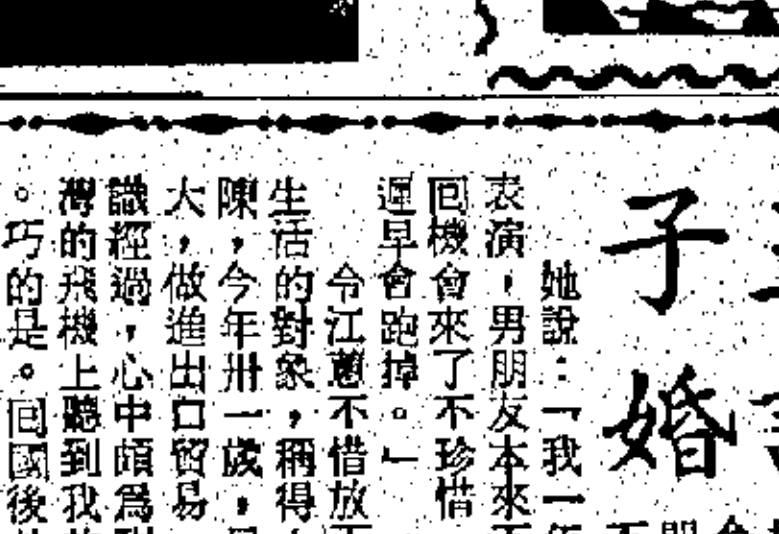 子婚
她說：「我一
表演，男朋友本來
回機會來了不珍惜
遲早會跑掉。」
令江蕙不惜放
生活的對象，稱得
陳，今年卅一歲，
大，做進出口貿易
識經過，心中頗為
灣的飛機上聽到我
。巧的是。回國後